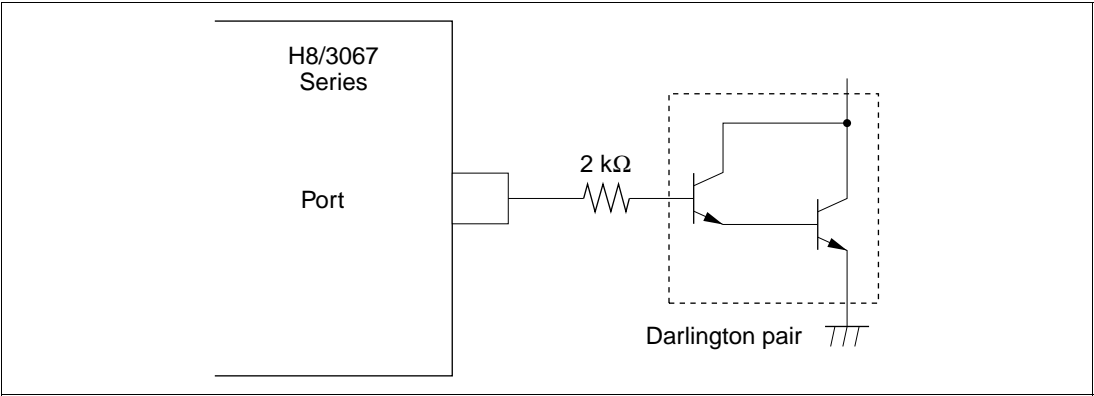 H8/3067
Series
2 kΩ
Port
Darlington pair